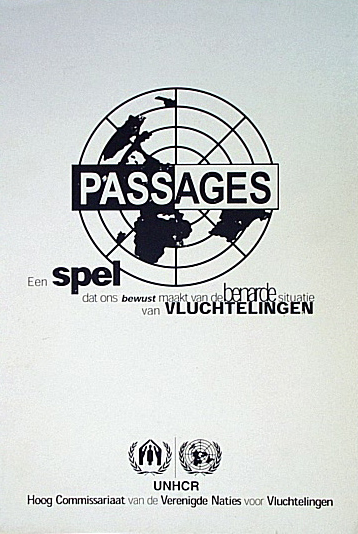 PASSAGES
Een spel
dat ons bewust maakt van de benarde situatie
van VLUCHTELINGEN
UNHCR
Hoog Commissariaat van de Verenigde Naties voor Vluchtelingen